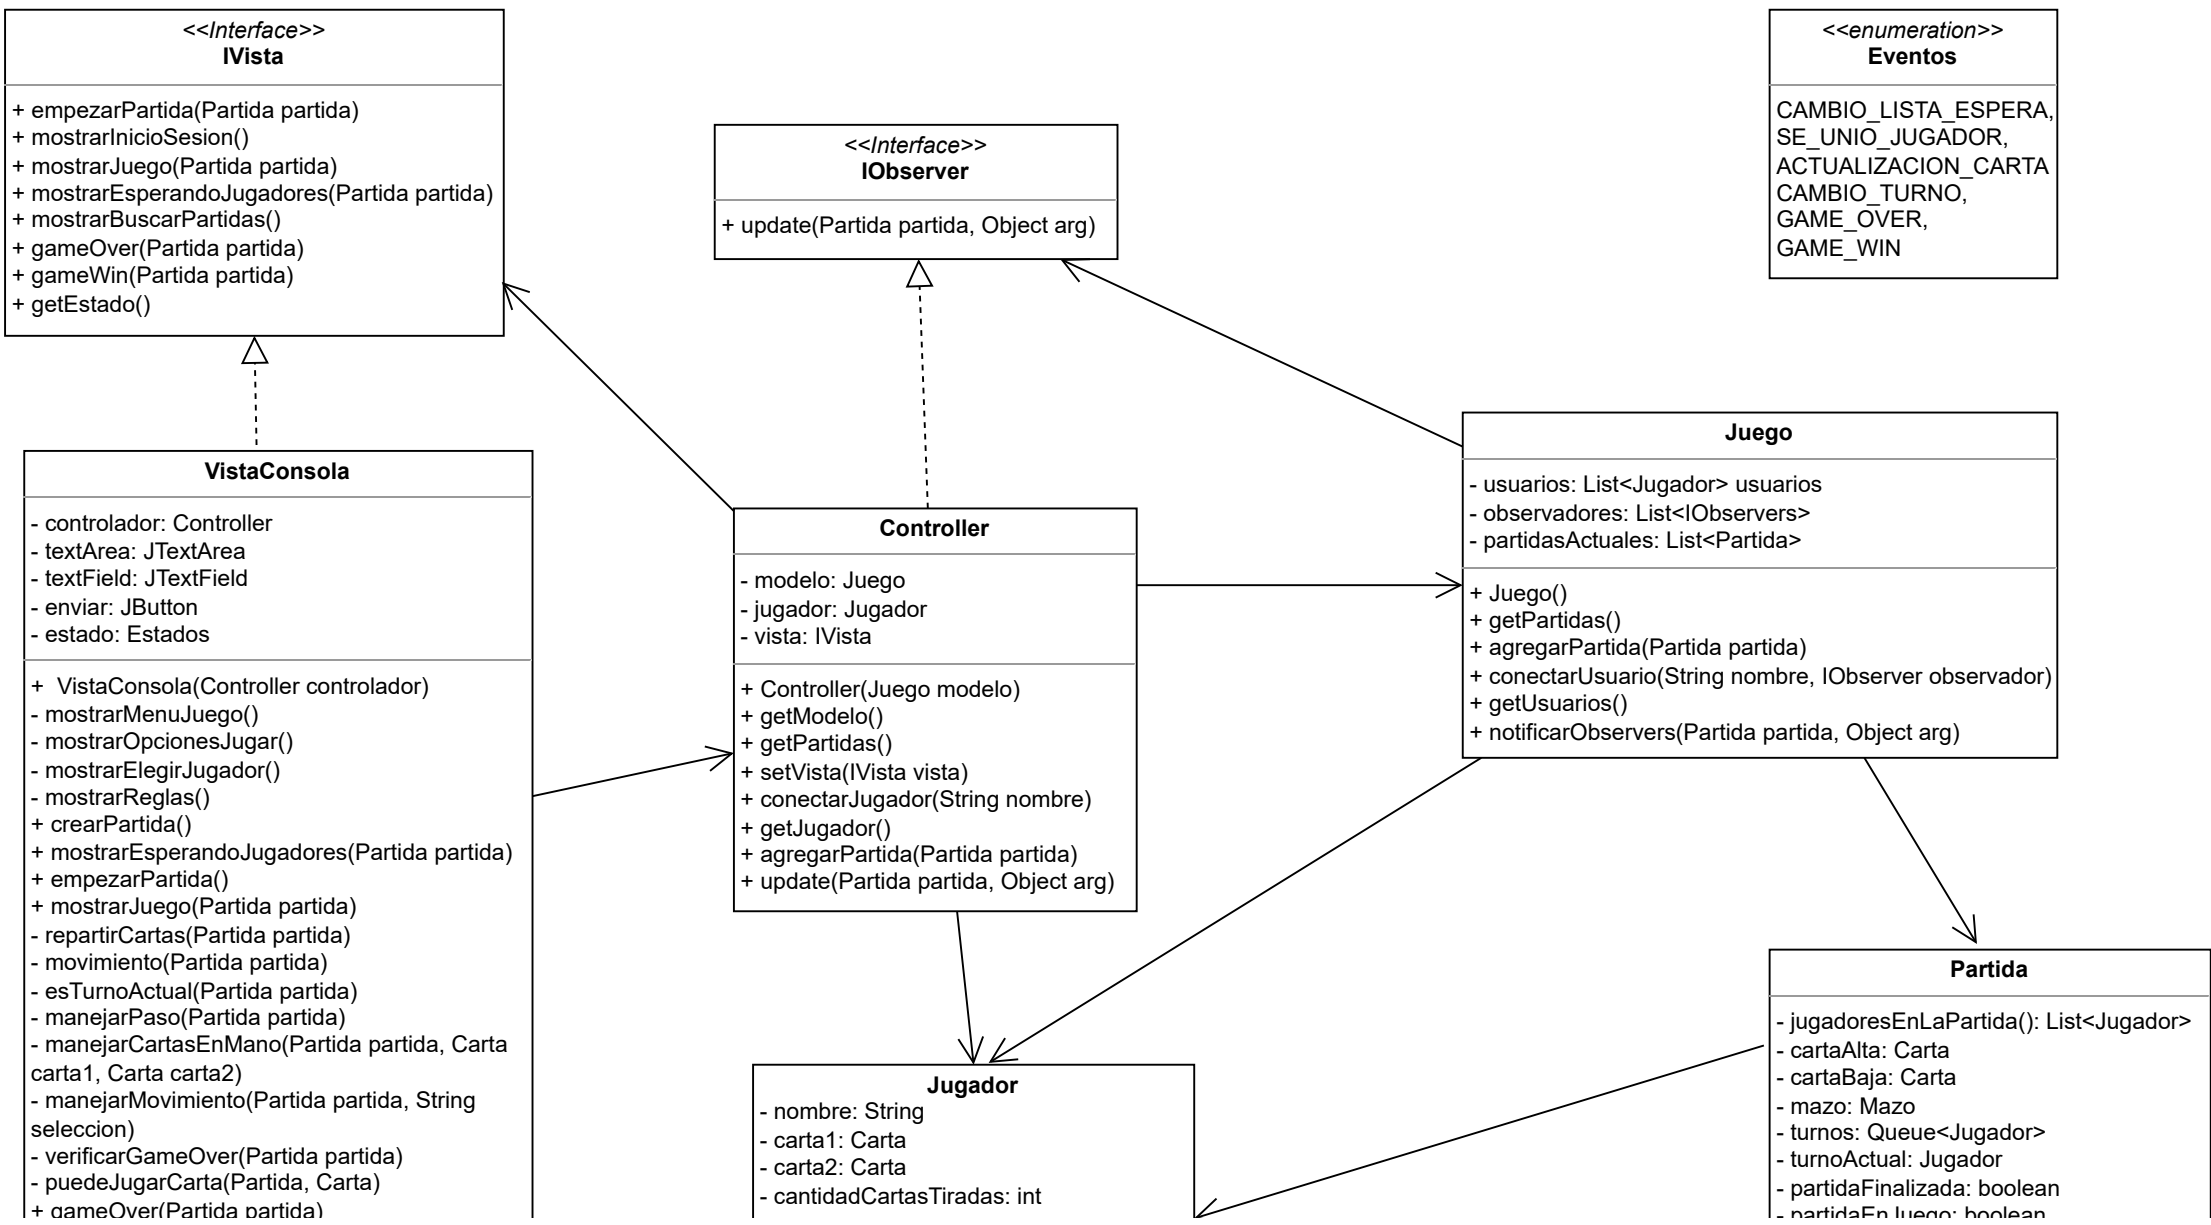 <<Interface>>
IVista
+ empezarPartida(Partida partida)
+ mostrarInicioSesion()
+ mostrarJuego(Partida partida)
+ mostrarEsperandoJugadores(Partida partida)
+ mostrarBuscarPartidas()
+ gameOver(Partida partida)
+ gameWin(Partida partida)
+ getEstado()
<<Interface>>
IObserver
+ update(Partida partida, Object arg)
<<enumeration>>
Eventos
CAMBIO_LISTA_ESPERA,
SE_UNIO_JUGADOR,
ACTUALIZACION_CARTA
CAMBIO_TURNO,
GAME_OVER,
GAME_WIN
VistaConsola
- controlador: Controller
- textArea: JTextArea
- textField: JTextField
- enviar: JButton
- estado: Estados
+  VistaConsola(Controller controlador)
- mostrarMenuJuego()
- mostrarOpcionesJugar()
- mostrarElegirJugador()
- mostrarReglas()
+ crearPartida()
+ mostrarEsperandoJugadores(Partida partida)
+ empezarPartida()
+ mostrarJuego(Partida partida)
- repartirCartas(Partida partida)
- movimiento(Partida partida)
- esTurnoActual(Partida partida)
- manejarPaso(Partida partida)
- manejarCartasEnMano(Partida partida, Carta
carta1, Carta carta2)
- manejarMovimiento(Partida partida, String
seleccion)
- verificarGameOver(Partida partida)
- puedeJugarCarta(Partida, Carta)
+ gameOver(Partida partida)
Controller
- modelo: Juego
- jugador: Jugador
- vista: IVista
+ Controller(Juego modelo)
+ getModelo()
+ getPartidas()
+ setVista(IVista vista)
+ conectarJugador(String nombre)
+ getJugador()
+ agregarPartida(Partida partida)
+ update(Partida partida, Object arg)
Juego
- usuarios: List<Jugador> usuarios
- observadores: List<IObservers>
- partidasActuales: List<Partida>
+ Juego()
+ getPartidas()
+ agregarPartida(Partida partida)
+ conectarUsuario(String nombre, IObserver observador)
+ getUsuarios()
+ notificarObservers(Partida partida, Object arg)
Jugador
- nombre: String
- carta1: Carta
- carta2: Carta
- cantidadCartasTiradas: int
Partida
- jugadoresEnLaPartida(): List<Jugador>
- cartaAlta: Carta
- cartaBaja: Carta
- mazo: Mazo
- turnos: Queue<Jugador>
- turnoActual: Jugador
- partidaFinalizada: boolean
- partidaEnJuego: boolean